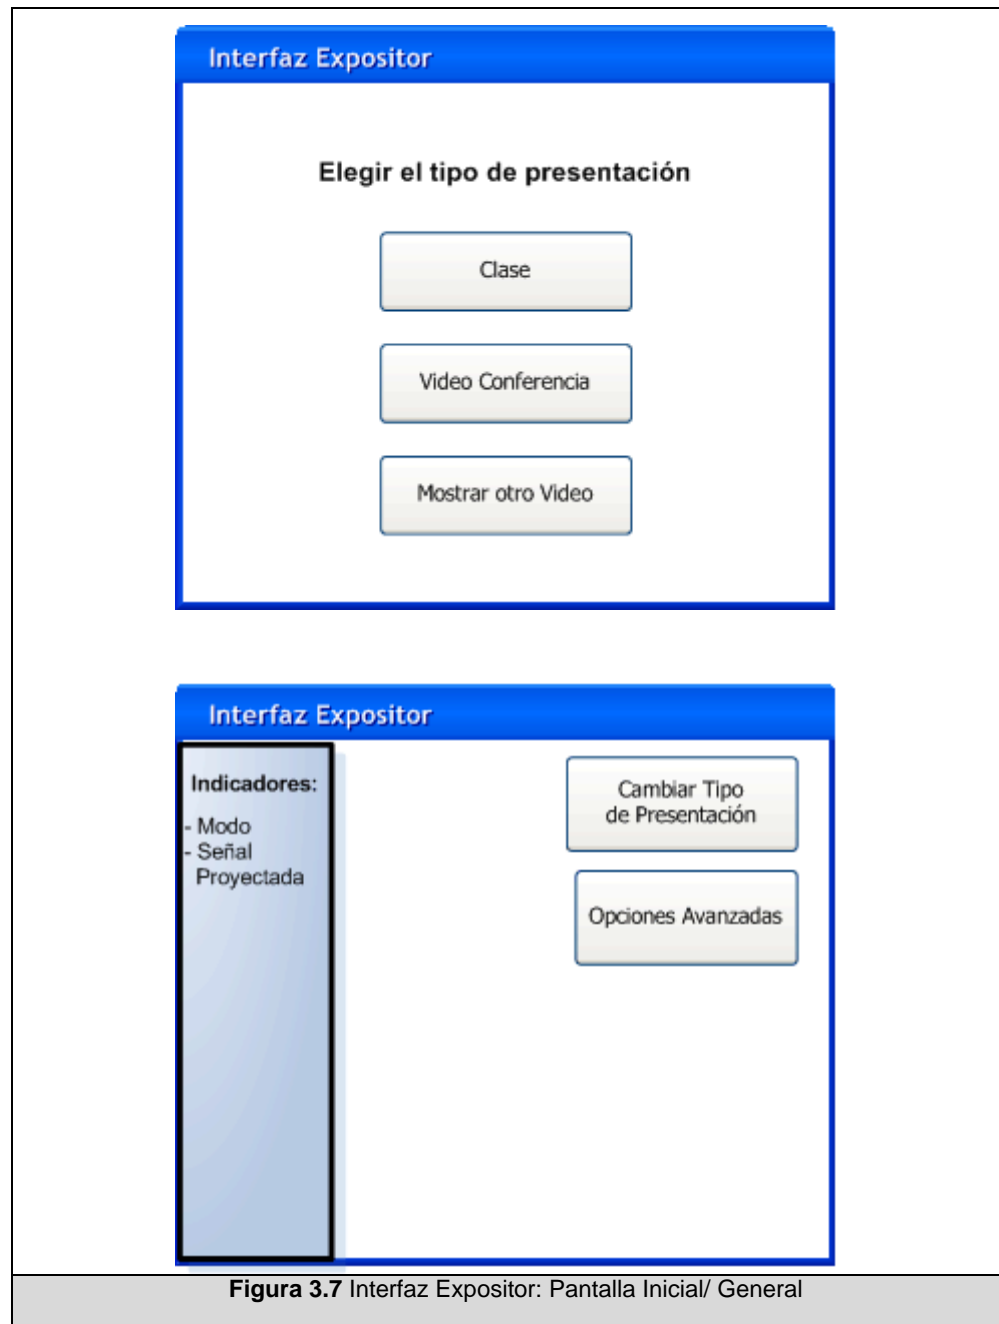 Interfaz Expositor
Elegir el tipo de presentación
Clase
Video Conferencia
Mostrar otro Video
Interfaz Expositor
Indicadores:
- Modo
- Señal
Proyectada
Cambiar Tipo
de Presentación
Opciones Avanzadas
Figura 3.7 Interfaz Expositor: Pantalla Inicial/ General